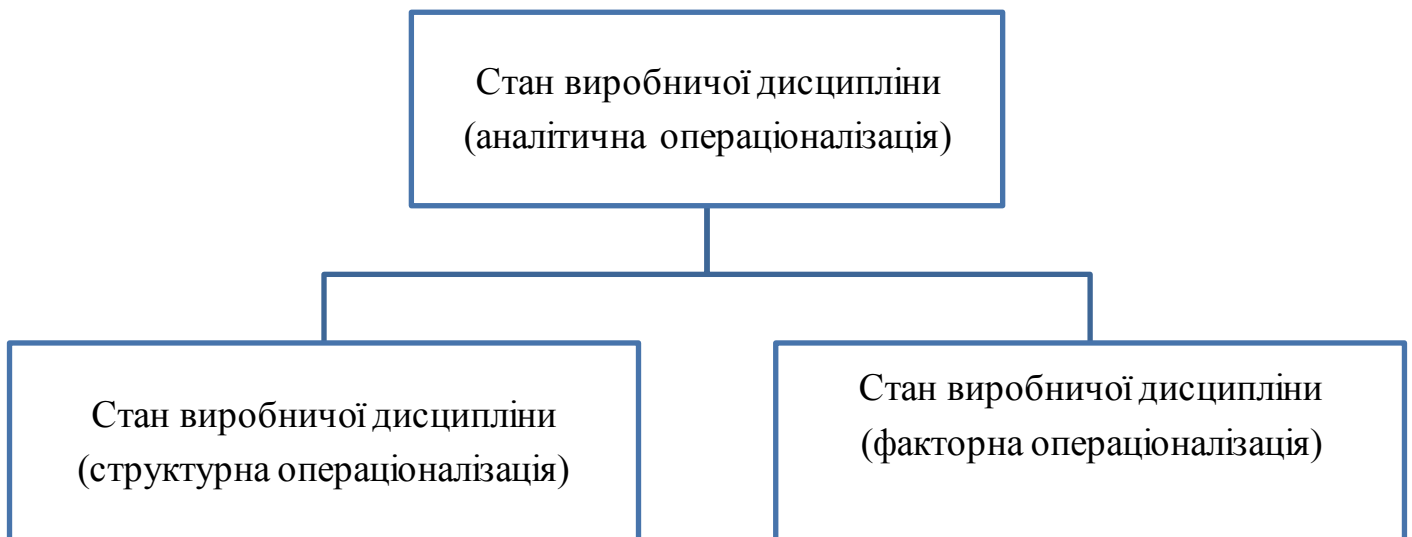 Стан виробничої дисципліни
(аналітична операціоналізація)
Стан виробничої дисципліни
(структурна операціоналізація)
Стан виробничої дисципліни
(факторна операціоналізація)